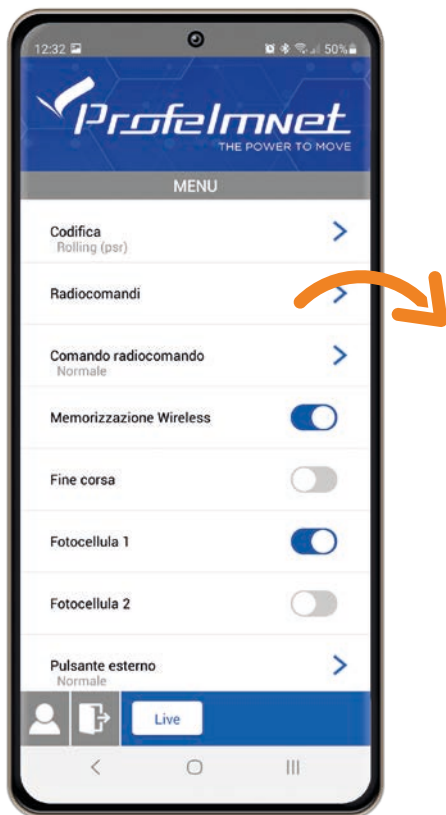 12:32
50%
Profelmnet
THE POWER TO MOVE
MENU
Codifica
Rolling (psr)
Radiocomandi
Comando radiocomando
Normale
Memorizzazione Wireless
Fine corsa
Fotocellula 1
Fotocellula 2
Pulsante esterno
Normale
Live